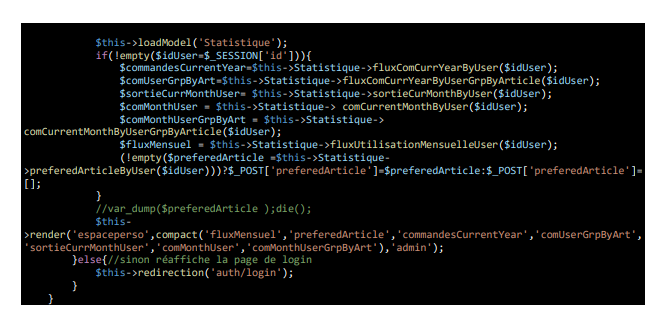 $this->loadModel('Statistique');
if(!empty($idUser=$_SESSION['id'])){
$commandesCurrentYear=$this->Statistique->fluxComCurrYearByUser($idUser);
$comUserGrpByArt=$this->Statistique->fluxComCurrYearByUserGrpByArticle($idUser);
$sortieCurrMonthUser= $this->Statistique->sortieCurMonthByUser($idUser);
$comMonthUser = $this->Statistique-> comCurrentMonthByUser($idUser);
$comMonthUserGrpByArt = $this->Statistique->
comCurrentMonthByUserGrpByArticle($idUser);
$fluxMensuel = $this->Statistique->fluxUtilisationMensuelleUser($idUser);
(!empty($preferedArticle =$this->Statistique-
>preferedArticleByUser($idUser)))?$_POST['preferedArticle']=$preferedArticle:$_POST['preferedArticle']=
[];
}
//var_dump($preferedArticle );die();
$this-
>render('espaceperso',compact('fluxMensuel','preferedArticle','commandesCurrentYear','comUserGrpByArt',
'sortieCurrMonthUser','comMonthUser','comMonthUserGrpByArt'),'admin');
}else{//sinon réaffiche la page de login
$this->redirection('auth/login');
}
}